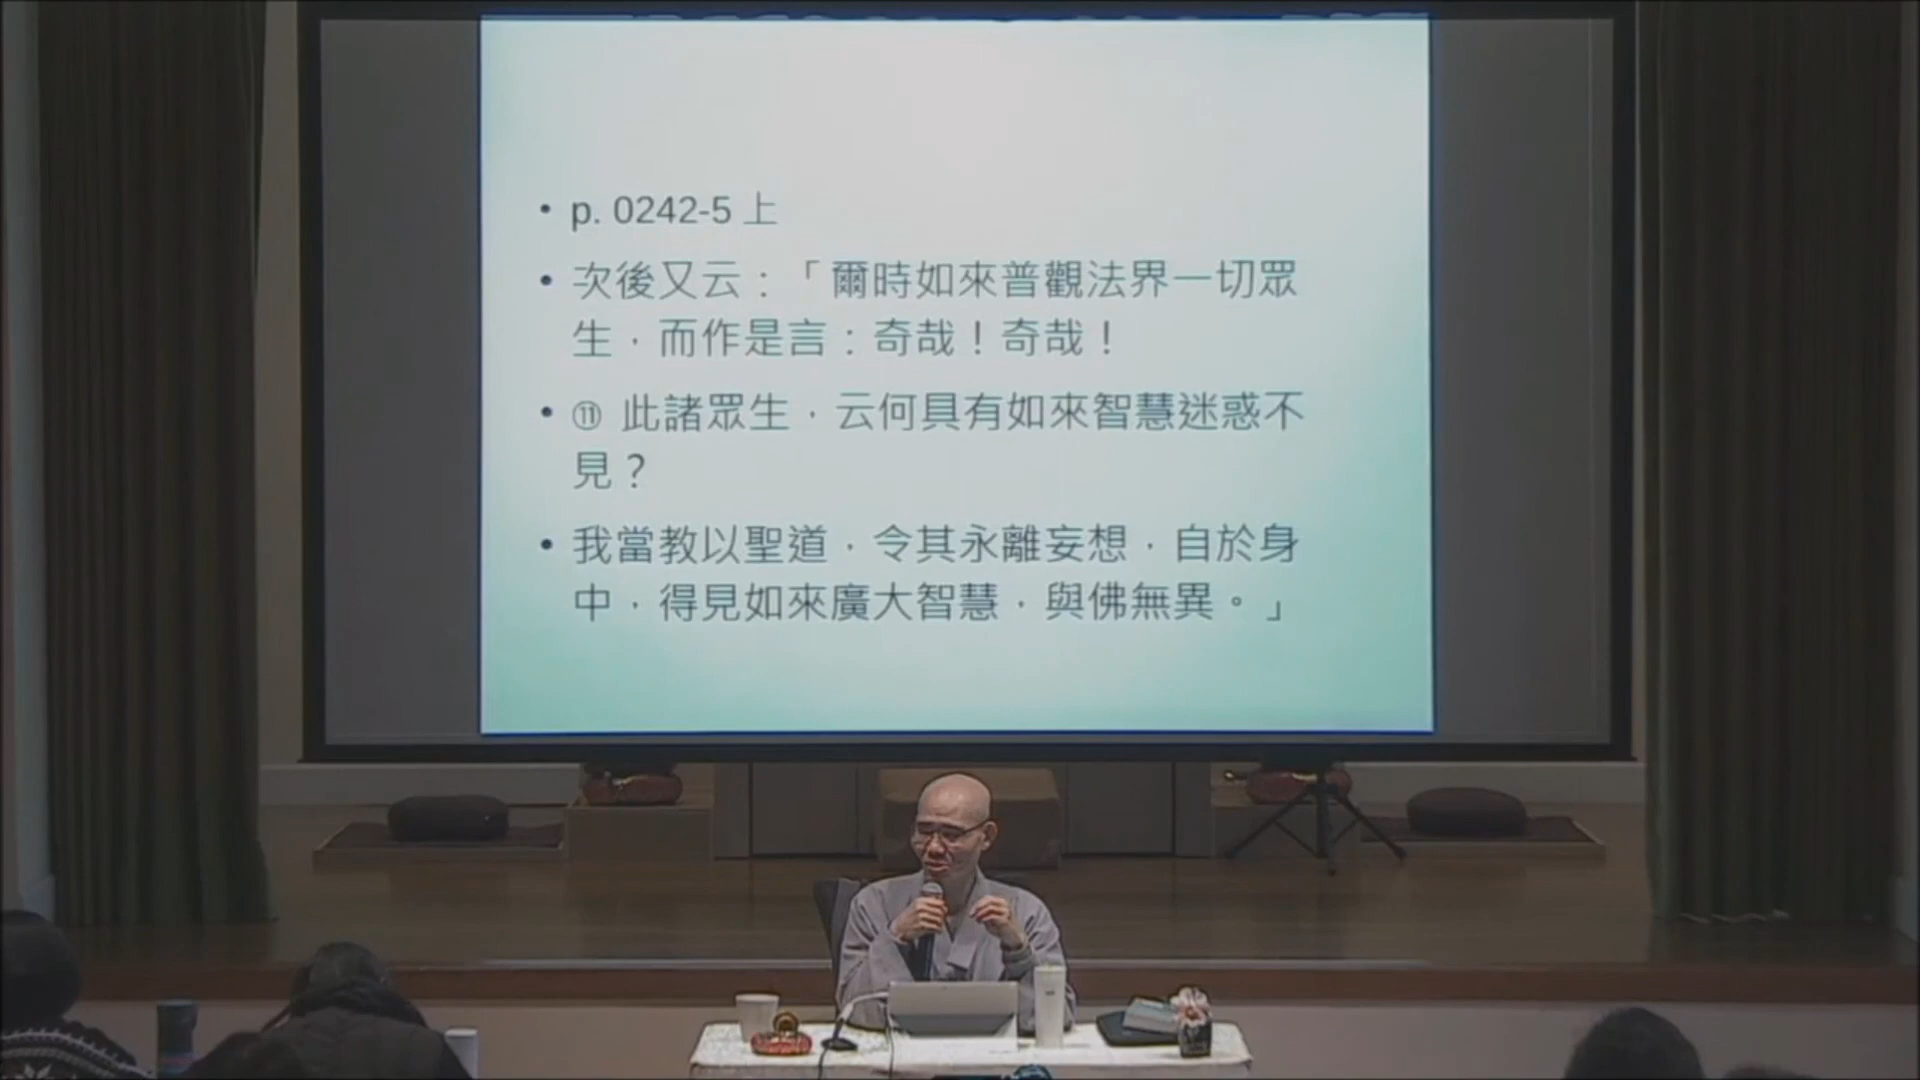 • p. 0242-5 上
• 次後又云：「爾時如來普觀法界一切眾
生，而作是言：奇哉！奇哉！
• ⑪ 此諸眾生，云何具有如來智慧迷惑不
見？
• 我當教以聖道，令其永離妄想，自於身
中，得見如來廣大智慧，與佛無異。」